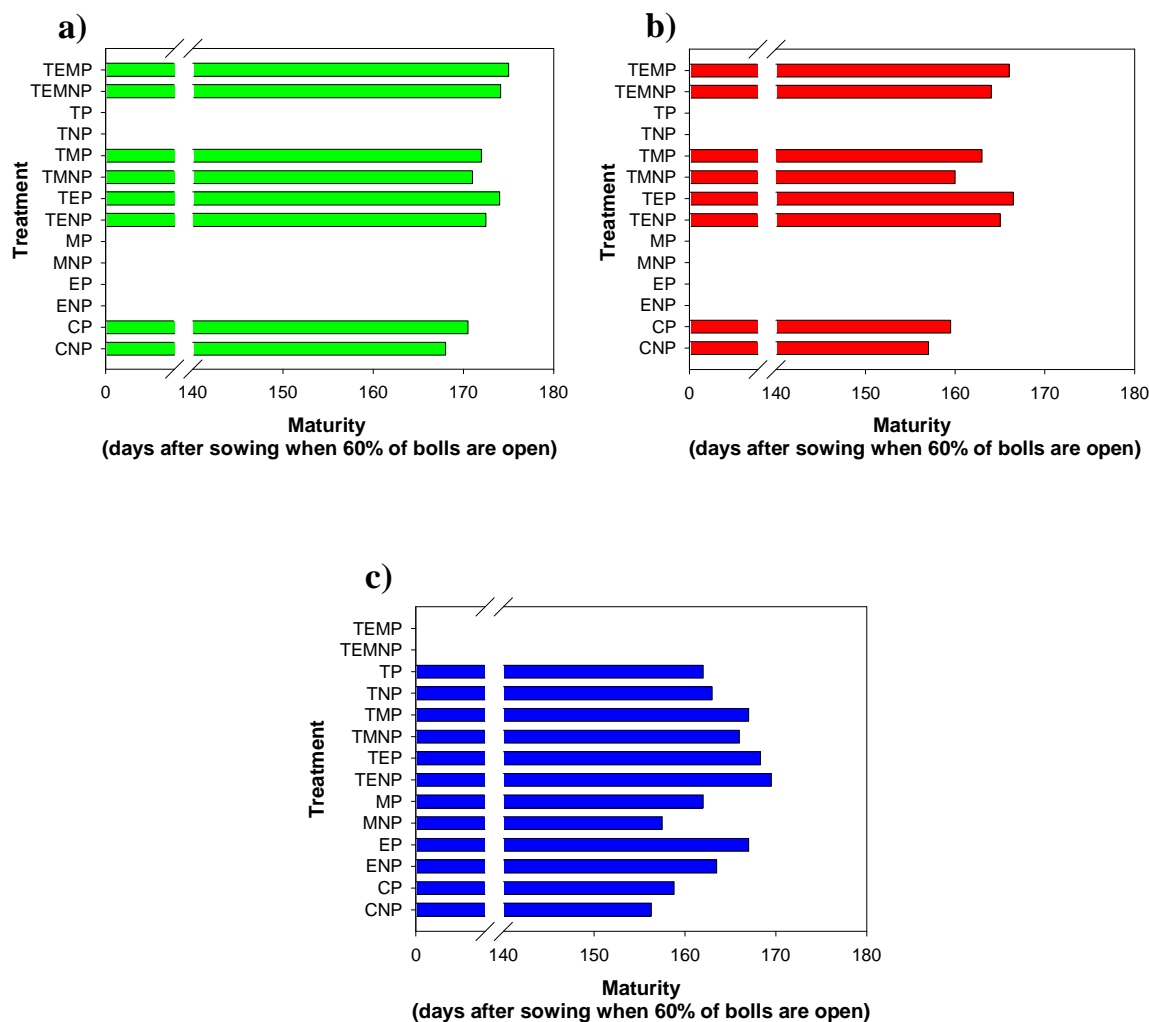 a)
Treatment
TEMP
TEMNP
TP
TNP
TMP
TMNP
TEP
TENP
MP
MNP
EP
ENP
CP
CNP
0 140 150 160 170 180
Maturity
(days after sowing when 60% of bolls are open)
b)
Treatment
TEMP
TEMNP
TP
TNP
TMP
TMNP
TEP
TENP
MP
MNP
EP
ENP
CP
CNP
0 140 150 160 170 180
Maturity
(days after sowing when 60% of bolls are open)
c)
Treatment
TEMP
TEMNP
TP
TNP
TMP
TMNP
TEP
TENP
MP
MNP
EP
ENP
CP
CNP
0 140 150 160 170 180
Maturity
(days after sowing when 60% of bolls are open)